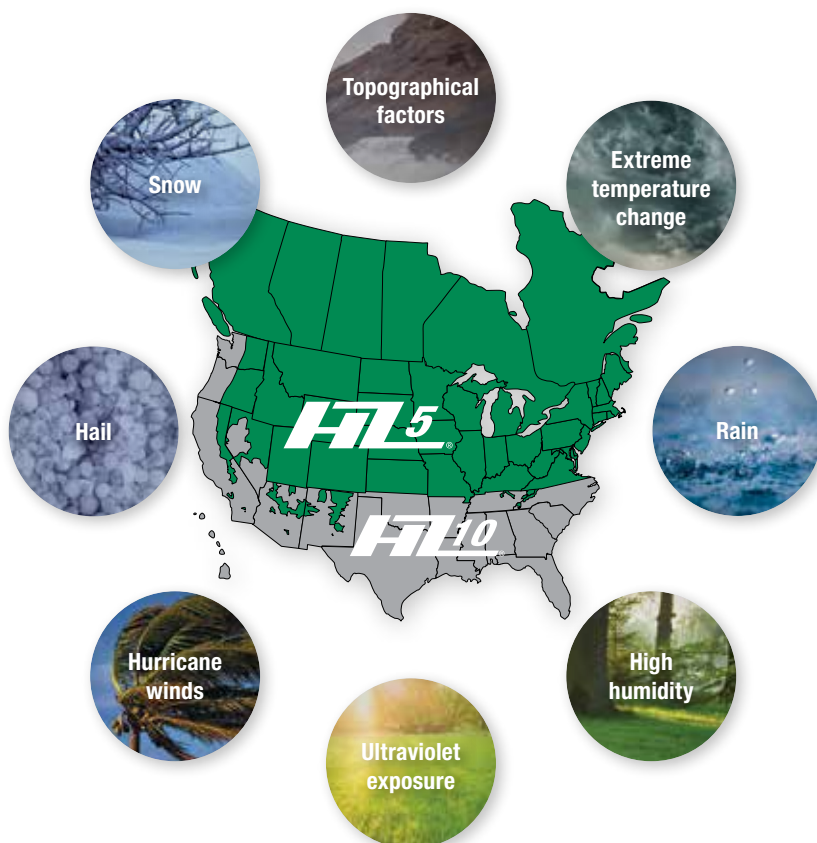 Topographical
factors
Snow
Extreme
temperature
change
Hail
HZ5®
Rain
HZ10
Hurricane
winds
High
humidity
Ultraviolet
exposure